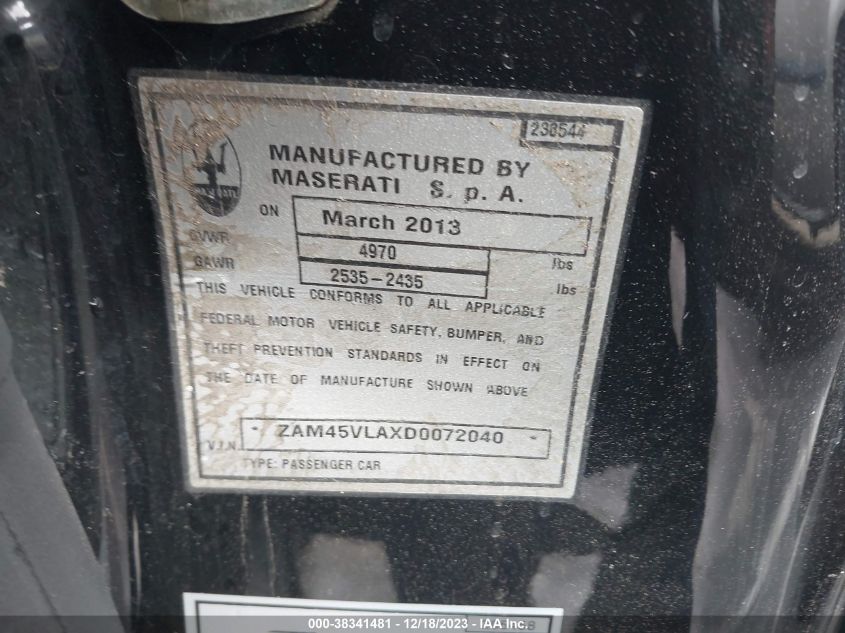 238544
MASERATI
MANUFACTURED BY
MASERATI S. p. A.
ON March 2013
GVWR 4970 lbs
GAWR 2535-2435 lbs
THIS VEHICLE CONFORMS TO ALL APPLICABLE
FEDERAL MOTOR VEHICLE SAFETY, BUMPER, AND
THEFT PREVENTION STANDARDS IN EFFECT ON
THE DATE OF MANUFACTURE SHOWN ABOVE
V.I.N. * ZAM45VLAXD0072040 *
TYPE: PASSENGER CAR
000-38341481 - 12/18/2023 - IAA Inc.